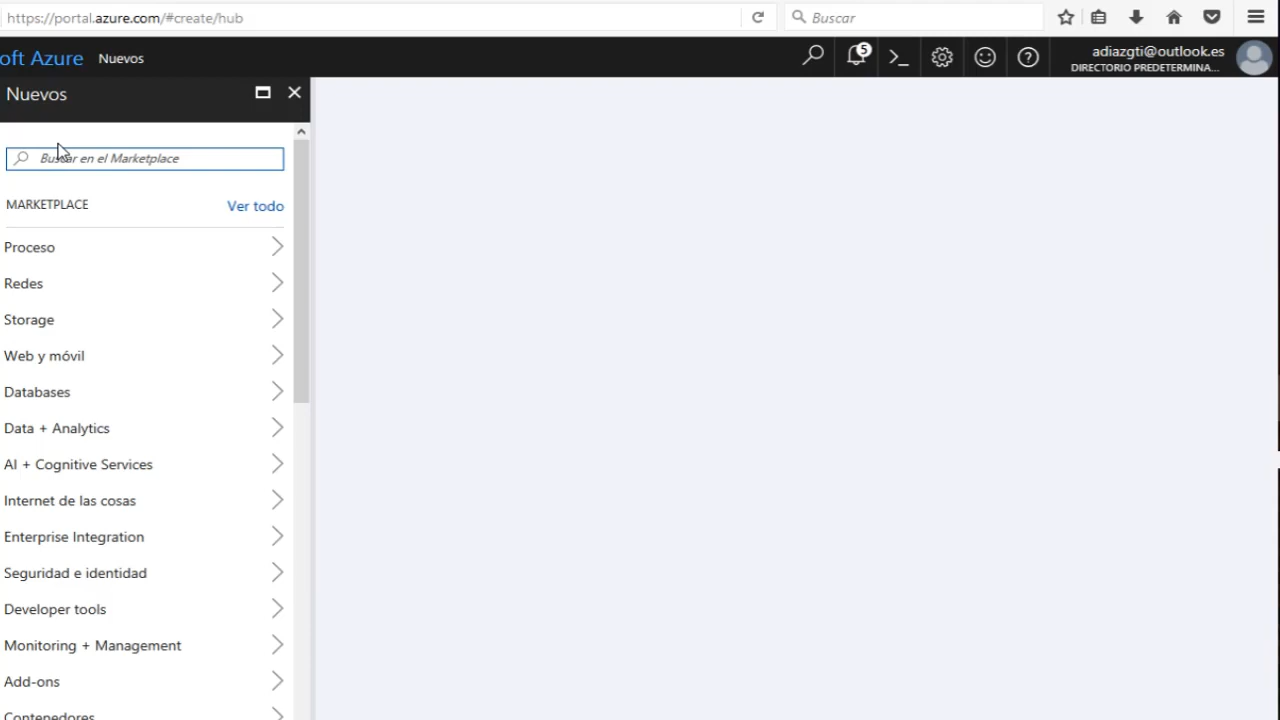 https://portal.azure.com/#create/hub
Buscar
oft Azure
Nuevos
5
adiazgti@outlook.es
DIRECTORIO PREDETERMINA...
Nuevos
Buscar en el Marketplace
MARKETPLACE
Ver todo
Proceso
Redes
Storage
Web y móvil
Databases
Data + Analytics
AI + Cognitive Services
Internet de las cosas
Enterprise Integration
Seguridad e identidad
Developer tools
Monitoring + Management
Add-ons
Contenedores